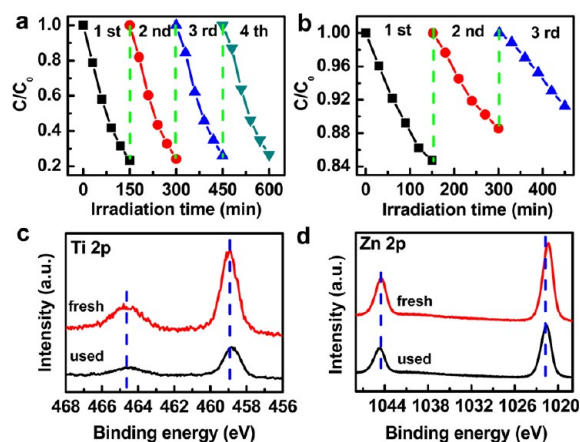 a
1 st 2 nd 3 rd 4 th
C/C0
1.0
0.8
0.6
0.4
0.2
0 150 300 450 600
Irradiation time (min)
b
1 st 2 nd 3 rd
C/C0
1.00
0.96
0.92
0.88
0.84
0 100 200 300 400
Irradiation time (min)
c
Ti 2p
fresh
used
Intensity (a.u.)
468 466 464 462 460 458 456
Binding energy (eV)
d
Zn 2p
fresh
used
Intensity (a.u.)
1044 1038 1032 1026 1020
Binding energy (eV)